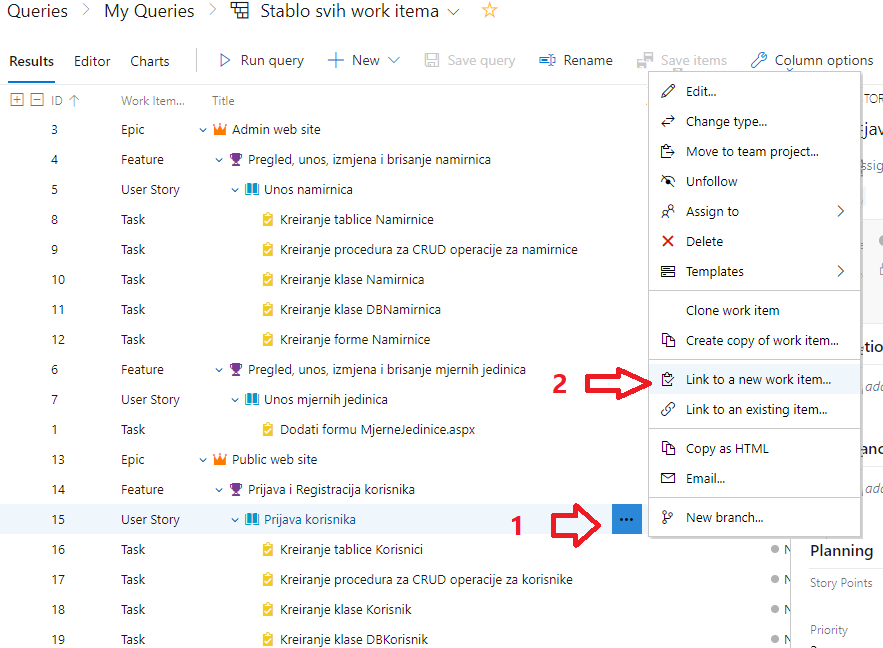 Queries > My Queries > Stablo svih work itema
Results Editor Charts Run query New Save query Rename Save items Column options
ID Work Item... Title
3 Epic Admin web site
4 Feature Pregled, unos, izmjena i brisanje namirnica
5 User Story Unos namirnica
8 Task Kreiranje tablice Namirnice
9 Task Kreiranje procedura za CRUD operacije za namirnice
10 Task Kreiranje klase Namirnica
11 Task Kreiranje klase DBNamirnica
12 Task Kreiranje forme Namirnice
6 Feature Pregled, unos, izmjena i brisanje mjernih jedinica
7 User Story Unos mjernih jedinica
1 Task Dodati formu MjerneJedinice.aspx
13 Epic Public web site
14 Feature Prijava i Registracija korisnika
15 User Story Prijava korisnika
16 Task Kreiranje tablice Korisnici
17 Task Kreiranje procedura za CRUD operacije za korisnike
18 Task Kreiranje klase Korisnik
19 Task Kreiranje klase DBKorisnik
1
2
Edit...
Change type...
Move to team project...
Unfollow
Assign to
Delete
Templates
Clone work item
Create copy of work item...
Link to a new work item...
Link to an existing item...
Copy as HTML
Email...
New branch...
Planning
Story Points
Priority